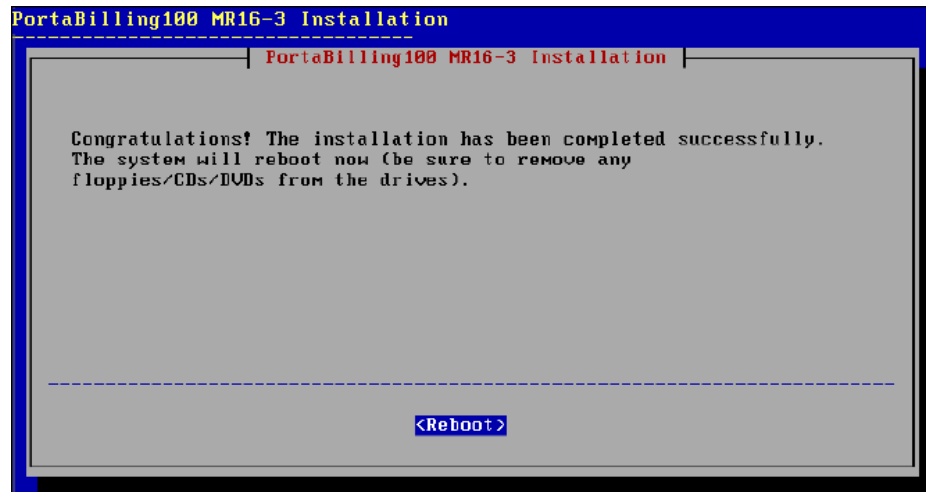 PortaBilling100 MR16-3 Installation
PortaBilling100 MR16-3 Installation
Congratulations! The installation has been completed successfully.
The system will reboot now (be sure to remove any
floppies/CDs/DVDs from the drives).
<Reboot>